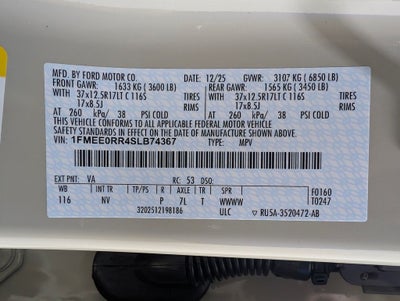 MFD. BY FORD MOTOR CO. 12/25 GVWR: 3107 KG ( 6850 LB)
FRONT GAWR: 1633 KG ( 3600 LB) REAR GAWR: 1565 KG ( 3450 LB)
WITH 37x12.5R17LT C 116S TIRES WITH 37x12.5R17LT C 116S TIRES
17x8.5J RIMS 17x8.5J RIMS
AT 260 kPa/ 38 PSI COLD AT 260 kPa/ 38 PSI COLD
THIS VEHICLE CONFORMS TO ALL APPLICABLE FEDERAL MOTOR VEHICLE
SAFETY STANDARDS IN EFFECT ON THE DATE OF MANUFACTURE SHOWN ABOVE.
VIN: 1FMEE0RR4SLB74367 TYPE: MPV
EXT PNT: VA RC: 53 DSO:
WB INT TR TP/PS R AXLE TR SPR F0160
116 NV P 7L T WWWW T0247
3202512198186 ULC ▽ RU5A-3520472-AB